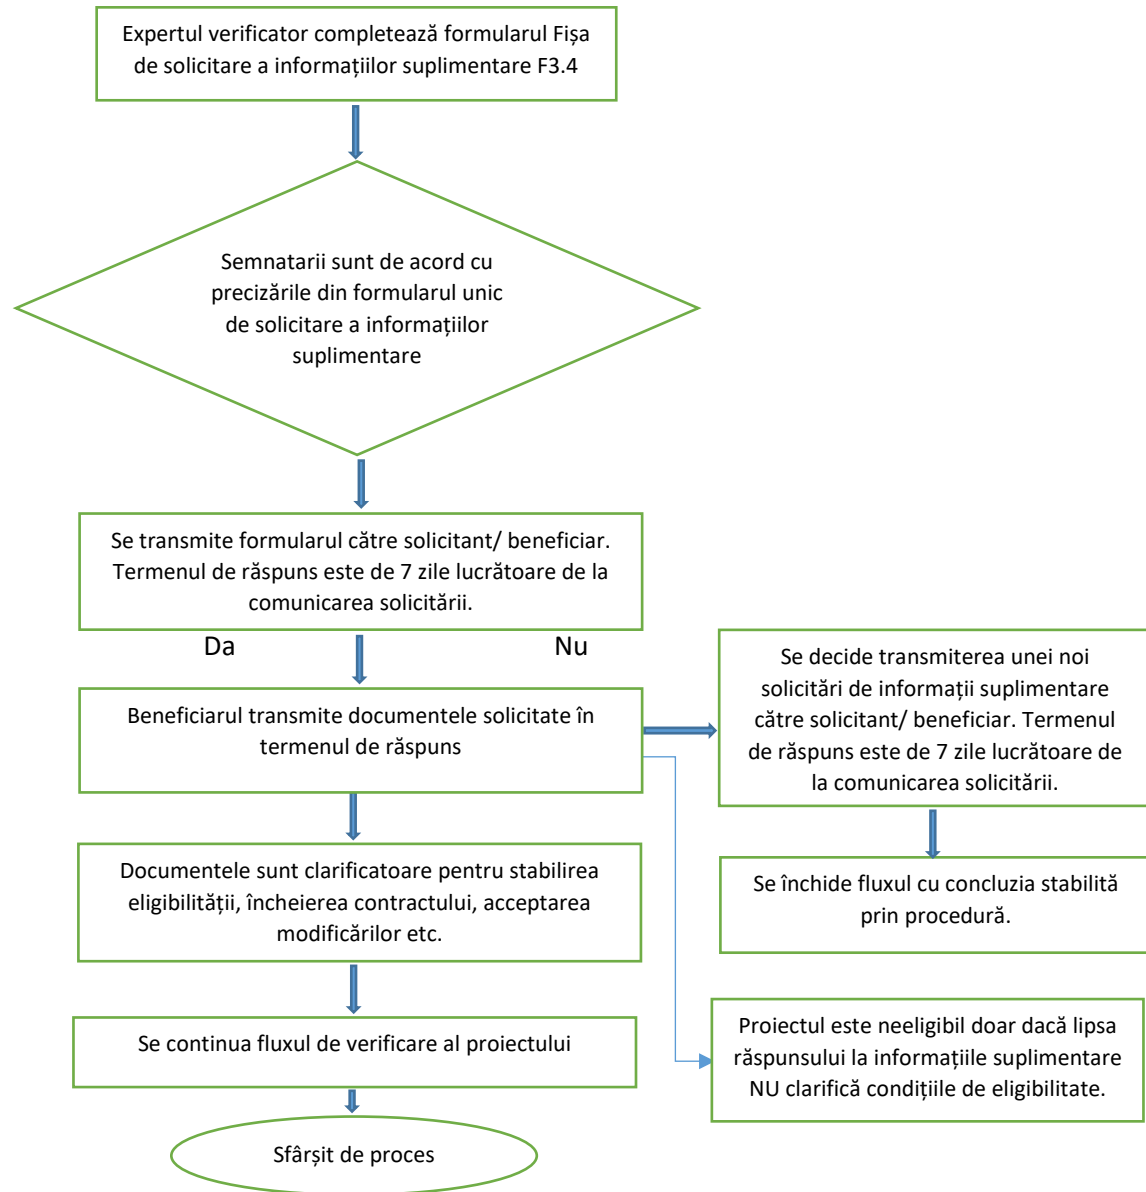 Expertul verificator completează formularul Fișa
de solicitare a informațiilor suplimentare F3.4
Semnatarii sunt de acord cu
precizările din formularul unic
de solicitare a informațiilor
suplimentare
Se transmite formularul către solicitant/ beneficiar.
Termenul de răspuns este de 7 zile lucrătoare de la
comunicarea solicitării.
Da
Nu
Beneficiarul transmite documentele solicitate în
termenul de răspuns
Se decide transmiterea unei noi
solicitări de informații suplimentare
către solicitant/ beneficiar. Termenul
de răspuns este de 7 zile lucrătoare de
la comunicarea solicitării.
Documentele sunt clarificatoare pentru stabilirea
eligibilității, încheierea contractului, acceptarea
modificărilor etc.
Se închide fluxul cu concluzia stabilită
prin procedură.
Se continua fluxul de verificare al proiectului
Proiectul este neeligibil doar dacă lipsa
răspunsului la informațiile suplimentare
NU clarifică condițiile de eligibilitate.
Sfârșit de proces